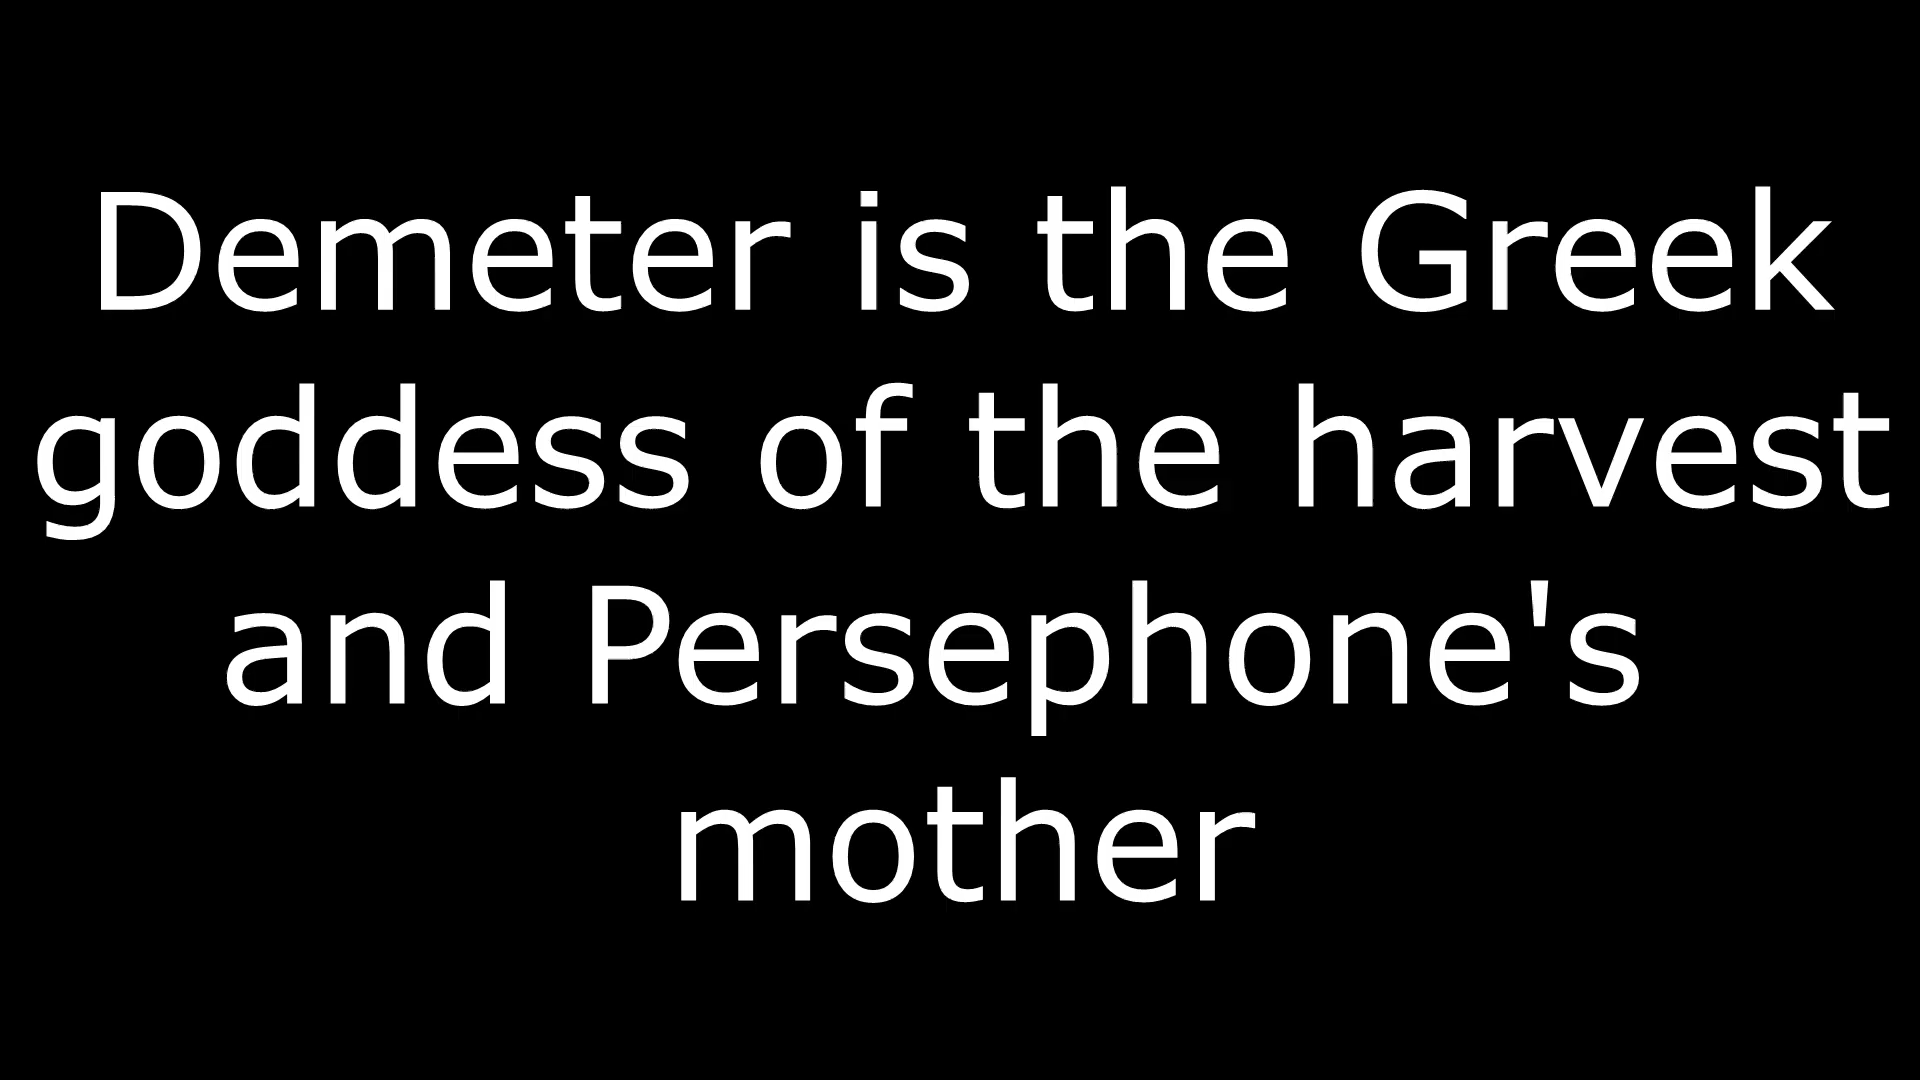 Demeter is the Greek
goddess of the harvest
and Persephone's
mother